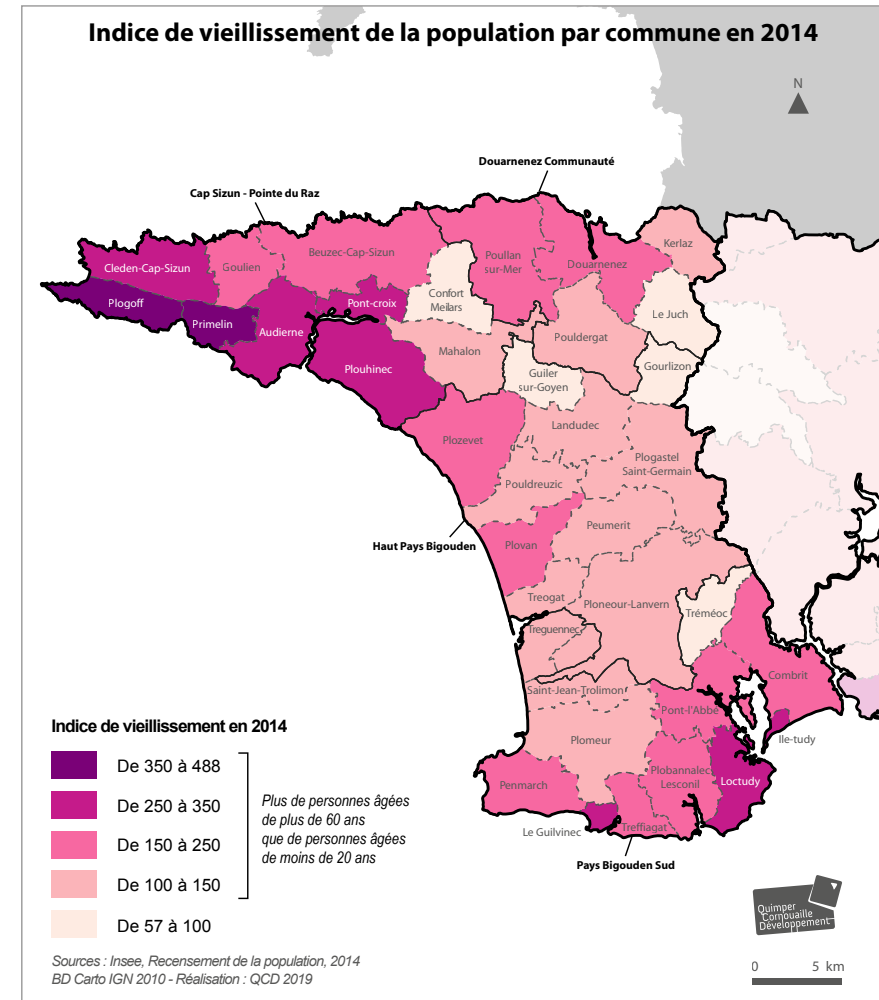 Indice de vieillissement de la population par commune en 2014
N
Douarnenez Communauté
Cap Sizun - Pointe du Raz
Kerlaz
Beuzec-Cap-Sizun
Poullan
sur-Mer
Cleden-Cap-Sizun
Goulien
Douarnenez
Confort
Meilars
Plogoff
Pont-croix
Le Juch
Primelin
Audierne
Pouldergat
Mahalon
Gourlizon
Plouhinec
Guiler
sur-Goyen
Landudec
Plozevet
Plogastel
Saint-Germain
Pouldreuzic
Peumerit
Haut Pays Bigouden
Plovan
Treogat
Ploneour-Lanvern
Tréméoc
Treguennec
Combrit
Saint-Jean-Trolimon
Pont-l'Abbé
Ile-tudy
Plomeur
Plobannalec
Lesconil
Loctudy
Penmarch
Le Guilvinec
Treffiagat
Pays Bigouden Sud
Indice de vieillissement en 2014
De 350 à 488
De 250 à 350
De 150 à 250
De 100 à 150
De 57 à 100
Plus de personnes âgées
de plus de 60 ans
que de personnes âgées
de moins de 20 ans
Sources : Insee, Recensement de la population, 2014
BD Carto IGN 2010 - Réalisation : QCD 2019
Quimper
Cornouaille
Développement
0 5 km